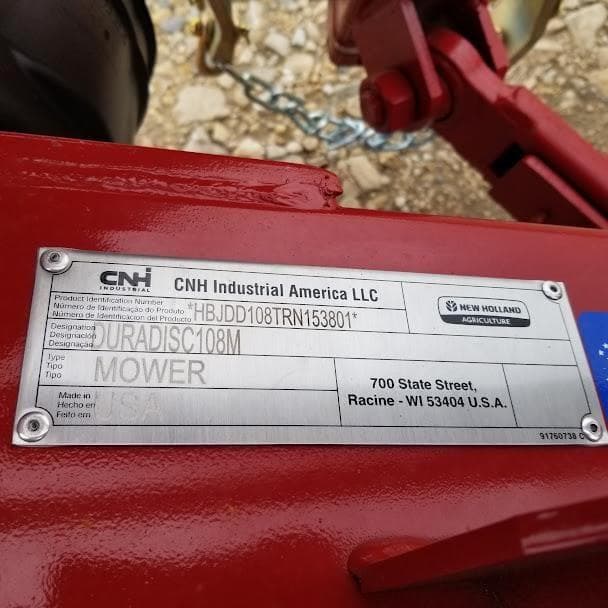 CNH
INDUSTRIAL
CNH Industrial America LLC
Product Identification Number
Número de Identificação do Produto
Número de Identificacion del Producto
*HBJDD108TRN153801*
NEW HOLLAND
AGRICULTURE
Designation
Designación
Designação
DURADISC108M
Type
Tipo
Tipo
MOWER
Made in
Hecho en
Feito em
USA
700 State Street,
Racine - WI 53404 U.S.A.
91760738 C